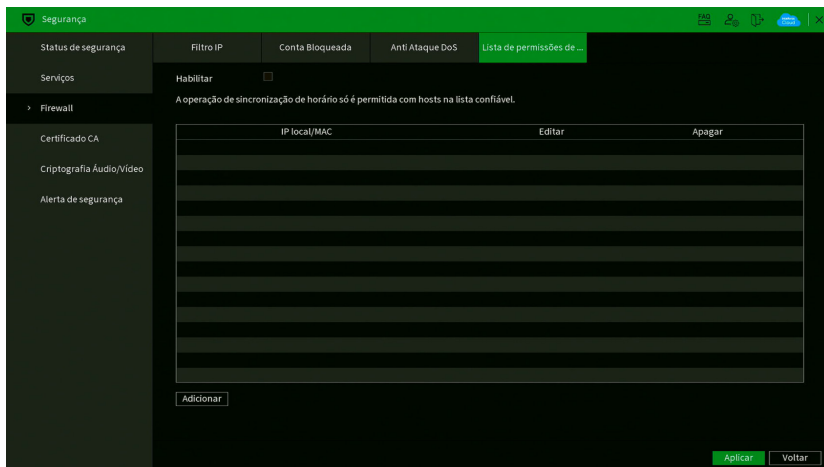 Segurança
FAQ
Status de segurança
Filtro IP
Conta Bloqueada
Anti Ataque DoS
Lista de permissões de ...
Serviços
Habilitar
> Firewall
A operação de sincronização de horário só é permitida com hosts na lista confiável.
Certificado CA
IP local/MAC
Editar
Apagar
Criptografia Áudio/Vídeo
Alerta de segurança
Adicionar
Aplicar
Voltar